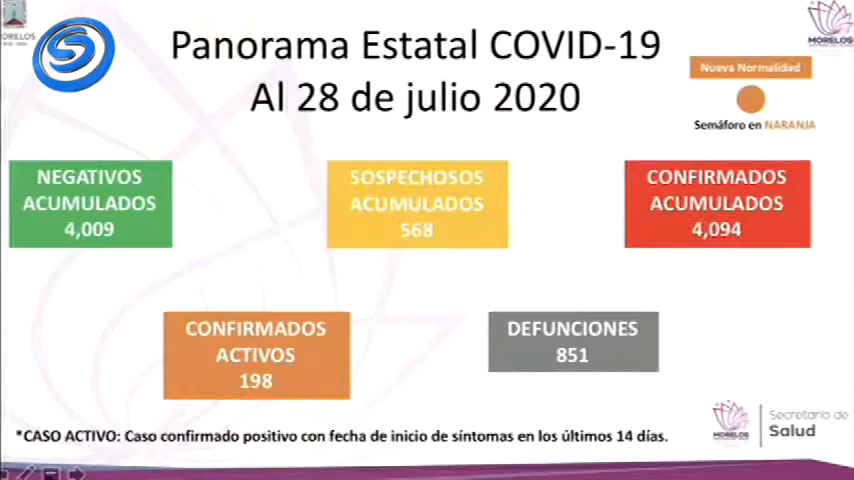 Panorama Estatal COVID-19
Al 28 de julio 2020
MORELOS
Nueva Normalidad
Semáforo en NARANJA
NEGATIVOS
ACUMULADOS
4,009
SOSPECHOSOS
ACUMULADOS
568
CONFIRMADOS
ACUMULADOS
4,094
CONFIRMADOS
ACTIVOS
198
DEFUNCIONES
851
*CASO ACTIVO: Caso confirmado positivo con fecha de inicio de síntomas en los últimos 14 días.
MORELOS
Secretaría de
Salud